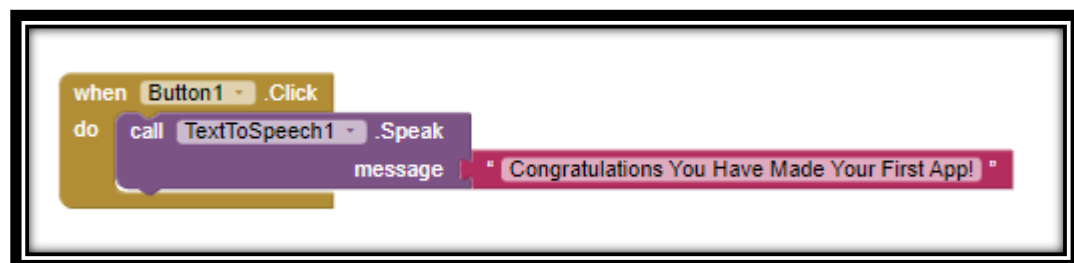 when Button1 .Click
do call TextToSpeech1 .Speak
message " Congratulations You Have Made Your First App! "